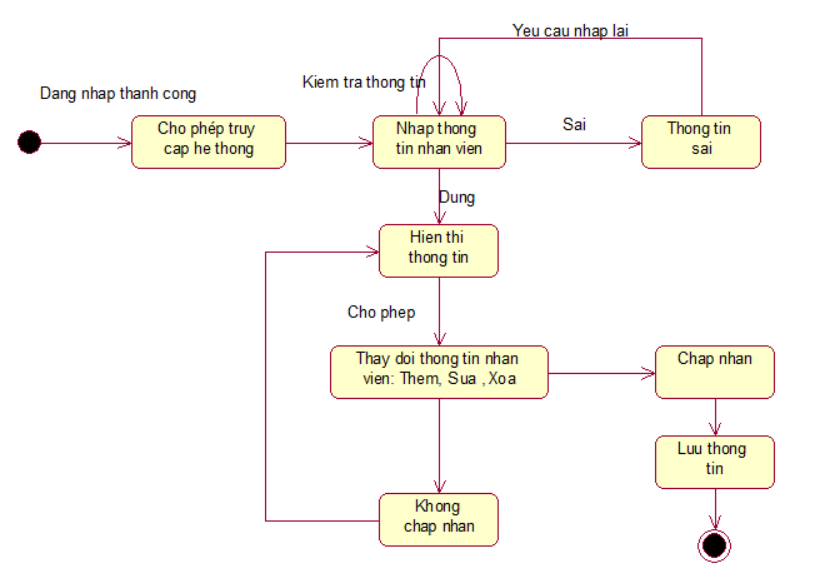 Yeu cau nhap lai
Kiem tra thong tin
Dang nhap thanh cong
Cho phép truy
cap he thong
Nhap thong
tin nhan vien
Sai
Thong tin
sai
Dung
Hien thi
thong tin
Cho phep
Thay doi thong tin nhan
vien: Them, Sua , Xoa
Chap nhan
Luu thong
tin
Khong
chap nhan